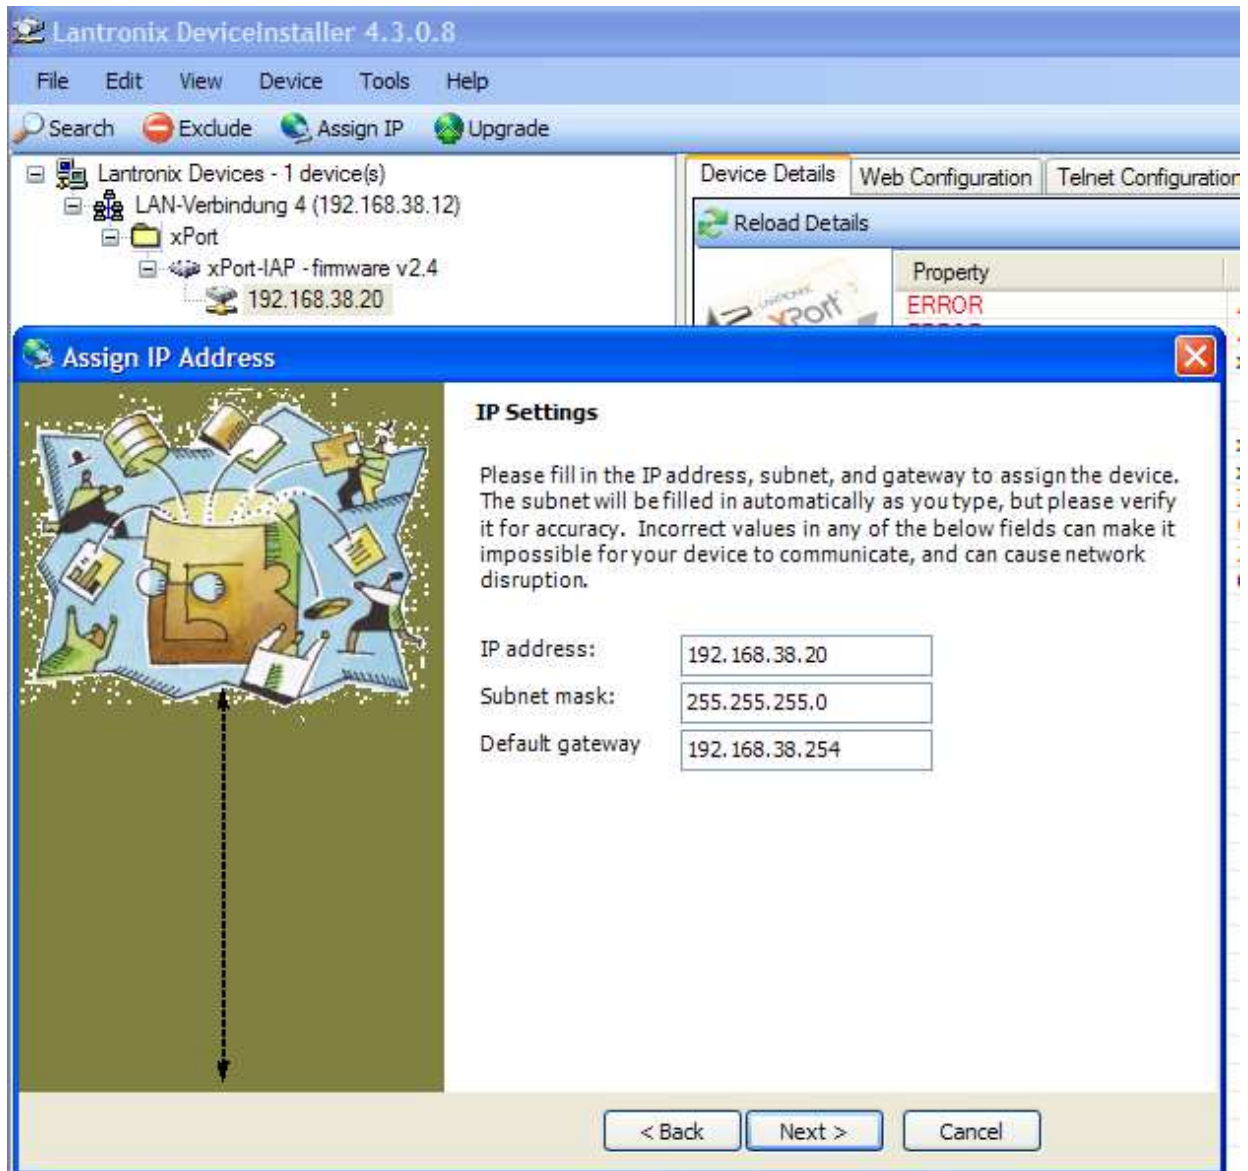 Lantronix DeviceInstaller 4.3.0.8
File Edit View Device Tools Help
Search Exclude Assign IP Upgrade
Lantronix Devices - 1 device(s)
LAN-Verbindung 4 (192.168.38.12)
xPort
xPort-IAP - firmware v2.4
192.168.38.20
Device Details Web Configuration Telnet Configuration
Reload Details
LANTRONIX
XPort
Property
ERROR
ERROR
Assign IP Address
IP Settings
Please fill in the IP address, subnet, and gateway to assign the device.
The subnet will be filled in automatically as you type, but please verify
it for accuracy. Incorrect values in any of the below fields can make it
impossible for your device to communicate, and can cause network
disruption.
IP address: 192.168.38.20
Subnet mask: 255.255.255.0
Default gateway 192.168.38.254
< Back Next > Cancel